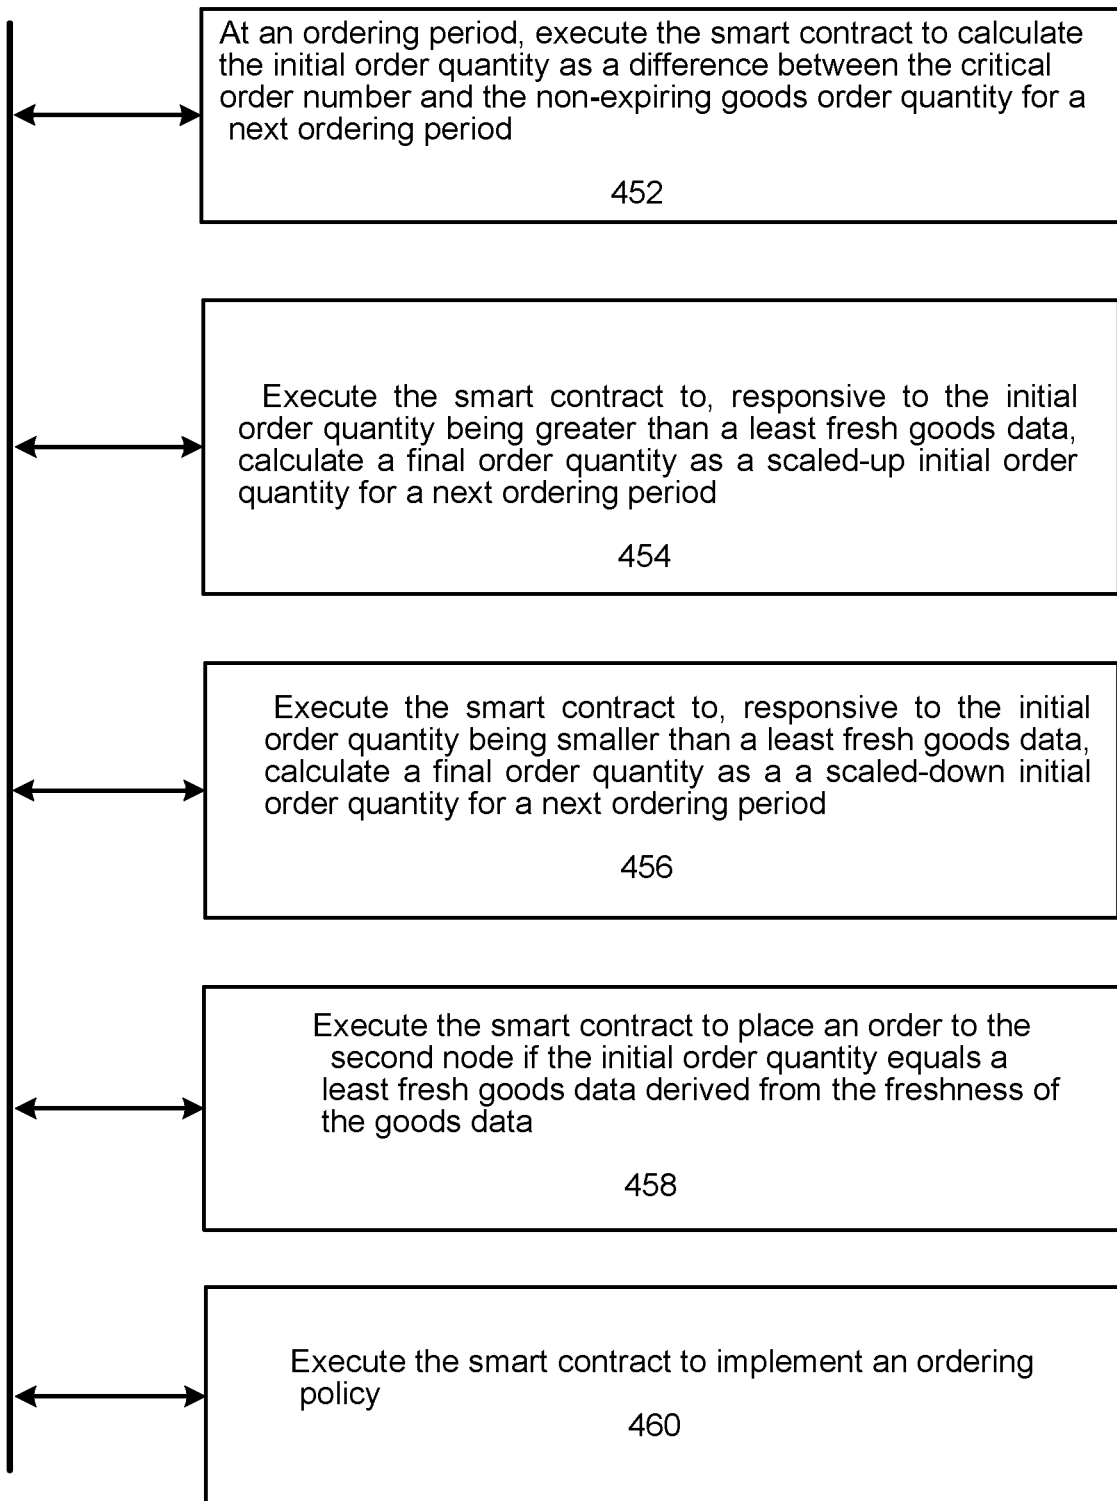 At an ordering period, execute the smart contract to calculate
the initial order quantity as a difference between the critical
order number and the non-expiring goods order quantity for a
next ordering period
452
Execute the smart contract to, responsive to the initial
order quantity being greater than a least fresh goods data,
calculate a final order quantity as a scaled-up initial order
quantity for a next ordering period
454
Execute the smart contract to, responsive to the initial
order quantity being smaller than a least fresh goods data,
calculate a final order quantity as a a scaled-down initial
order quantity for a next ordering period
456
Execute the smart contract to place an order to the
second node if the initial order quantity equals a
least fresh goods data derived from the freshness of
the goods data
458
Execute the smart contract to implement an ordering
policy
460